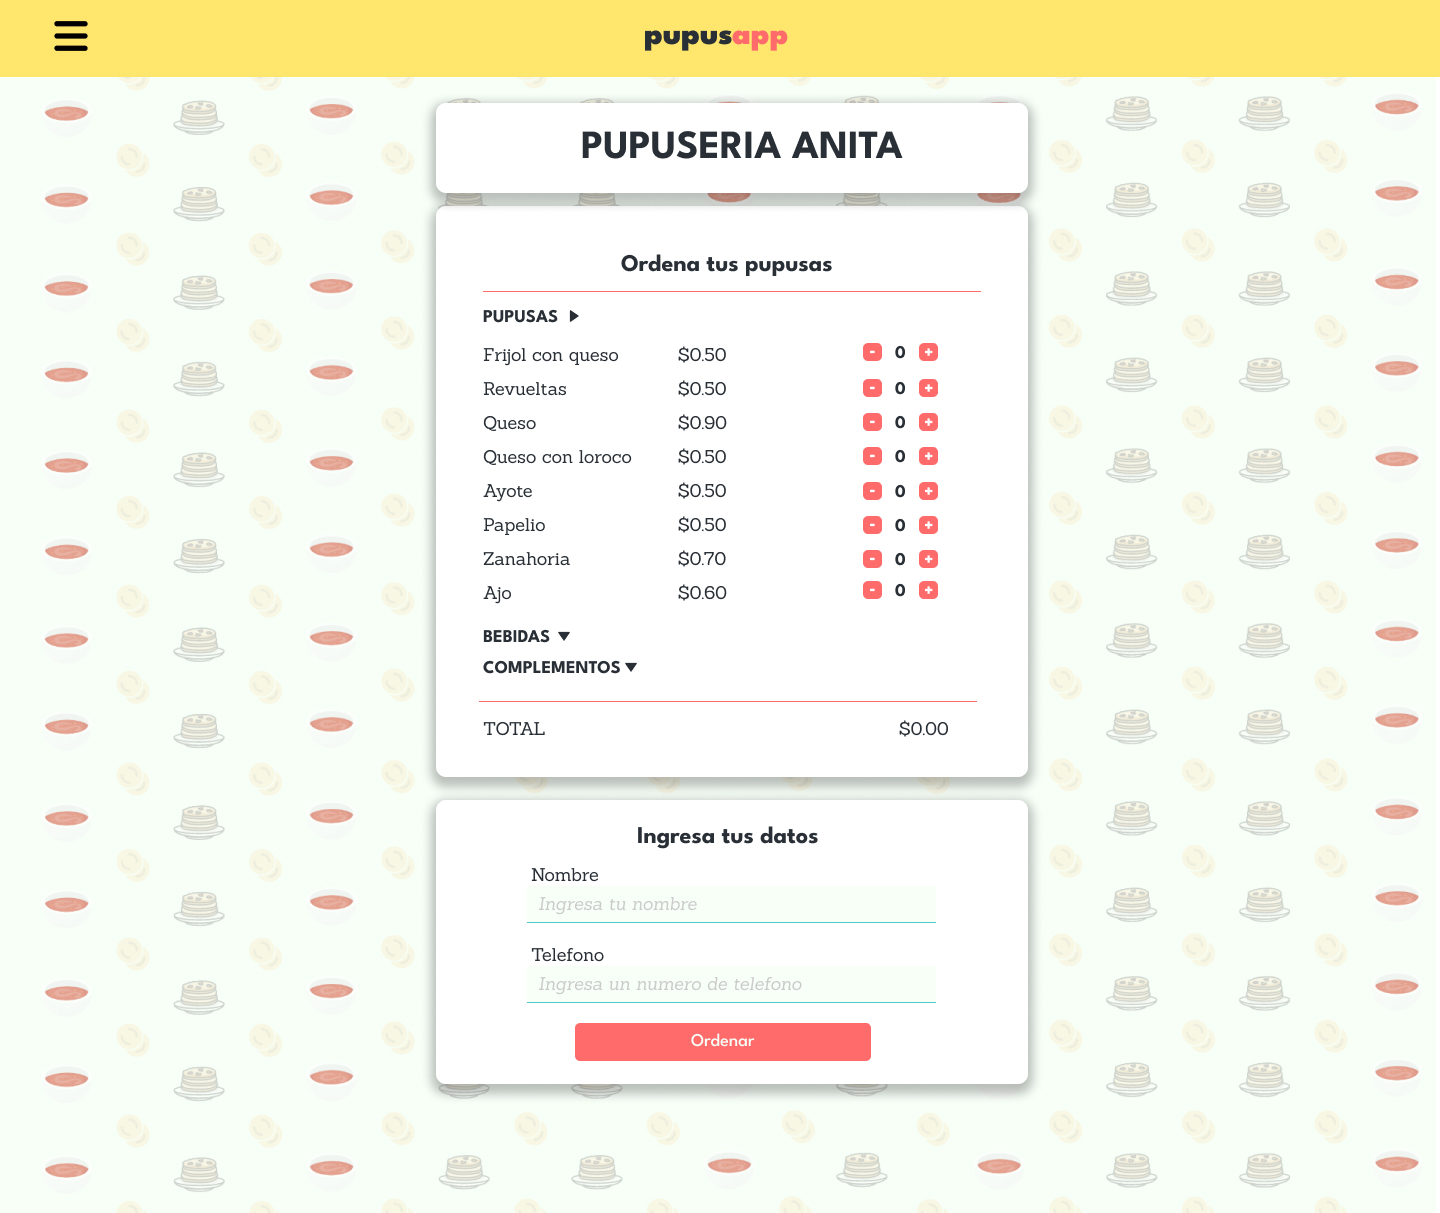 pupusapp
PUPUSERIA ANITA
Ordena tus pupusas
PUPUSAS
Frijol con queso $0.50 - 0 +
Revueltas $0.50 - 0 +
Queso $0.90 - 0 +
Queso con loroco $0.50 - 0 +
Ayote $0.50 - 0 +
Papelio $0.50 - 0 +
Zanahoria $0.70 - 0 +
Ajo $0.60 - 0 +
BEBIDAS
COMPLEMENTOS
TOTAL $0.00
Ingresa tus datos
Nombre
Ingresa tu nombre
Telefono
Ingresa un numero de telefono
Ordenar